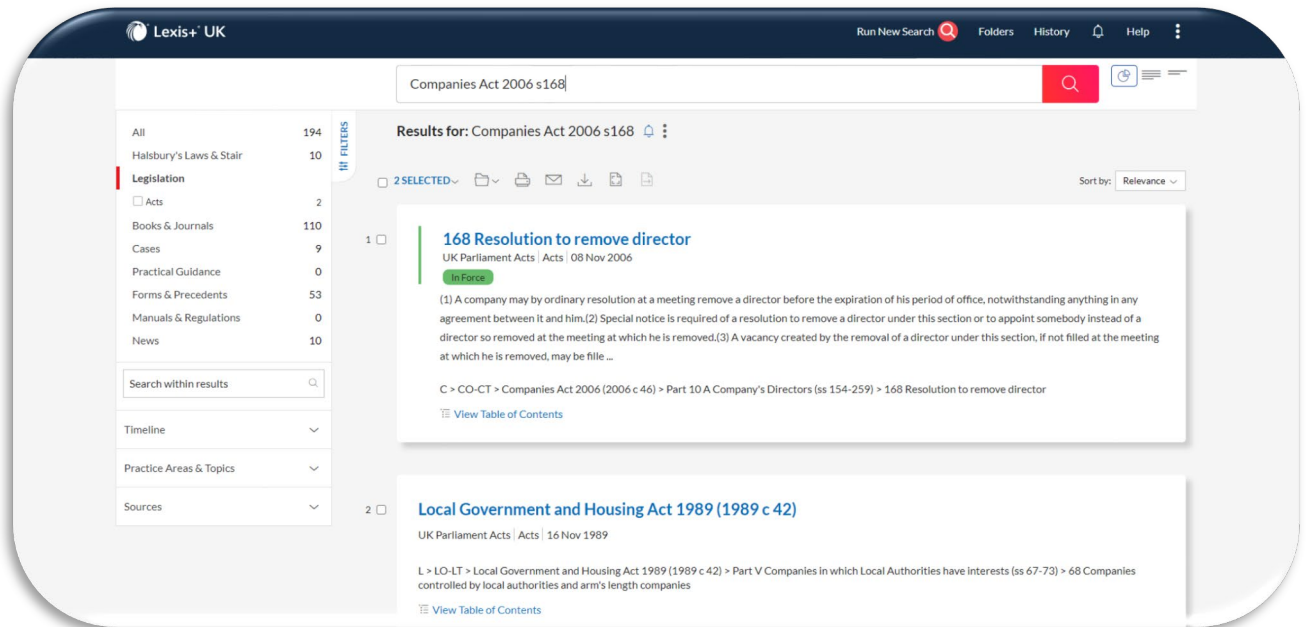 Lexis+® UK
Run New Search
Folders
History
Help
Companies Act 2006 s168
All 194
Halsbury's Laws & Stair 10
Legislation
Acts 2
Books & Journals 110
Cases 9
Practical Guidance 0
Forms & Precedents 53
Manuals & Regulations 0
News 10
Search within results
Timeline
Practice Areas & Topics
Sources
FILTERS
Results for: Companies Act 2006 s168
2 SELECTED
Sort by: Relevance
1
168 Resolution to remove director
UK Parliament Acts | Acts | 08 Nov 2006
In Force
(1) A company may by ordinary resolution at a meeting remove a director before the expiration of his period of office, notwithstanding anything in any
agreement between it and him.(2) Special notice is required of a resolution to remove a director under this section or to appoint somebody instead of a
director so removed at the meeting at which he is removed.(3) A vacancy created by the removal of a director under this section, if not filled at the meeting
at which he is removed, may be fille ...
C > CO-CT > Companies Act 2006 (2006 c 46) > Part 10 A Company's Directors (ss 154-259) > 168 Resolution to remove director
View Table of Contents
2
Local Government and Housing Act 1989 (1989 c 42)
UK Parliament Acts | Acts | 16 Nov 1989
L > LO-LT > Local Government and Housing Act 1989 (1989 c 42) > Part V Companies in which Local Authorities have interests (ss 67-73) > 68 Companies
controlled by local authorities and arm's length companies
View Table of Contents